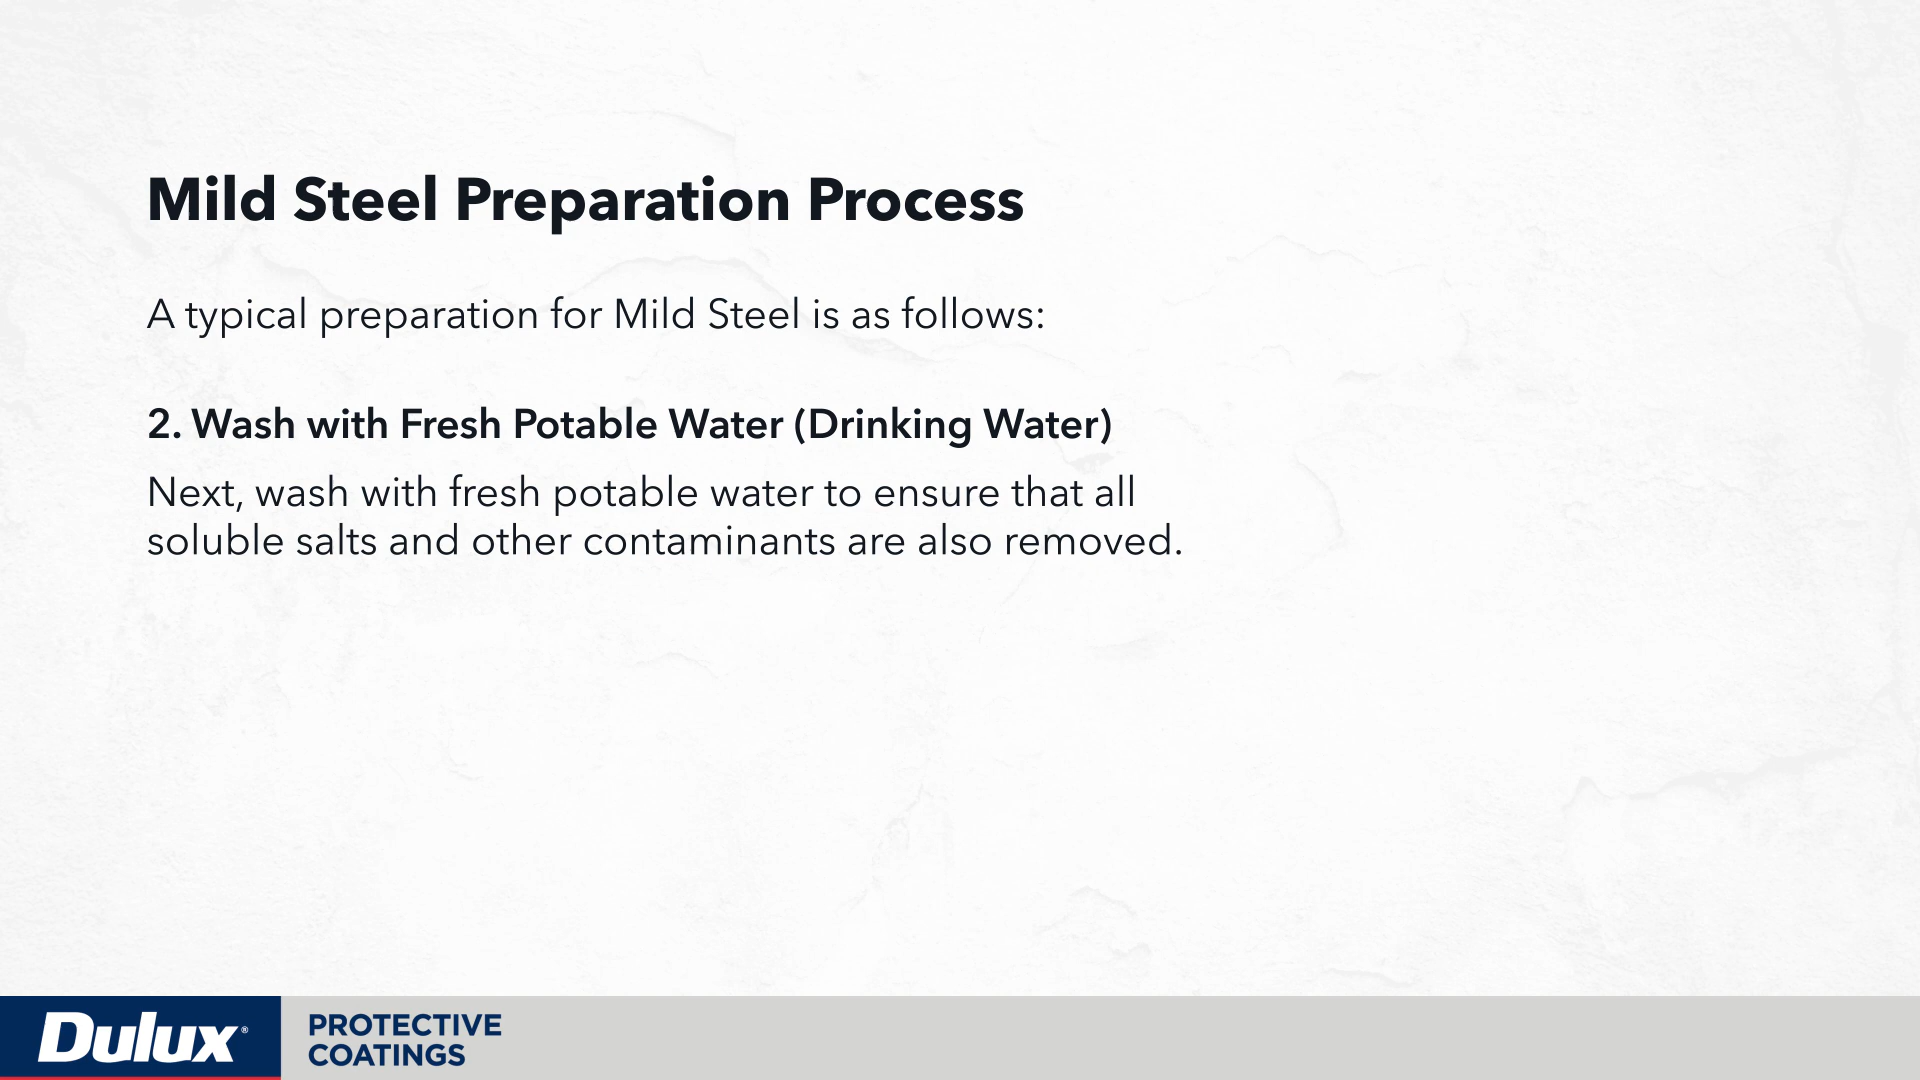 Mild Steel Preparation Process
A typical preparation for Mild Steel is as follows:
2. Wash with Fresh Potable Water (Drinking Water)
Next, wash with fresh potable water to ensure that all
soluble salts and other contaminants are also removed.
Dulux®
PROTECTIVE
COATINGS